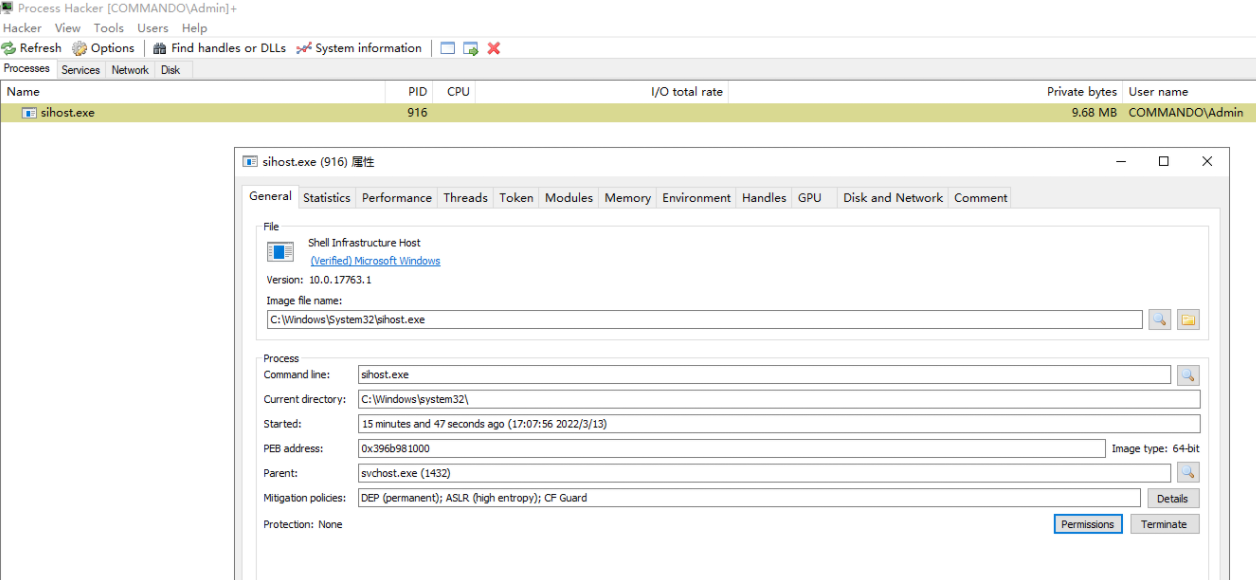 Process Hacker [COMMANDO\Admin]+
Hacker View Tools Users Help
Refresh Options Find handles or DLLs System information
Processes Services Network Disk
Name PID CPU I/O total rate Private bytes User name
sihost.exe 916 9.68 MB COMMANDO\Admin
sihost.exe (916) 属性
General Statistics Performance Threads Token Modules Memory Environment Handles GPU Disk and Network Comment
File
Shell Infrastructure Host
(Verified) Microsoft Windows
Version: 10.0.17763.1
Image file name:
C:\Windows\System32\sihost.exe
Process
Command line: sihost.exe
Current directory: C:\Windows\system32\
Started: 15 minutes and 47 seconds ago (17:07:56 2022/3/13)
PEB address: 0x396b981000 Image type: 64-bit
Parent: svchost.exe (1432)
Mitigation policies: DEP (permanent); ASLR (high entropy); CF Guard Details
Protection: None Permissions Terminate